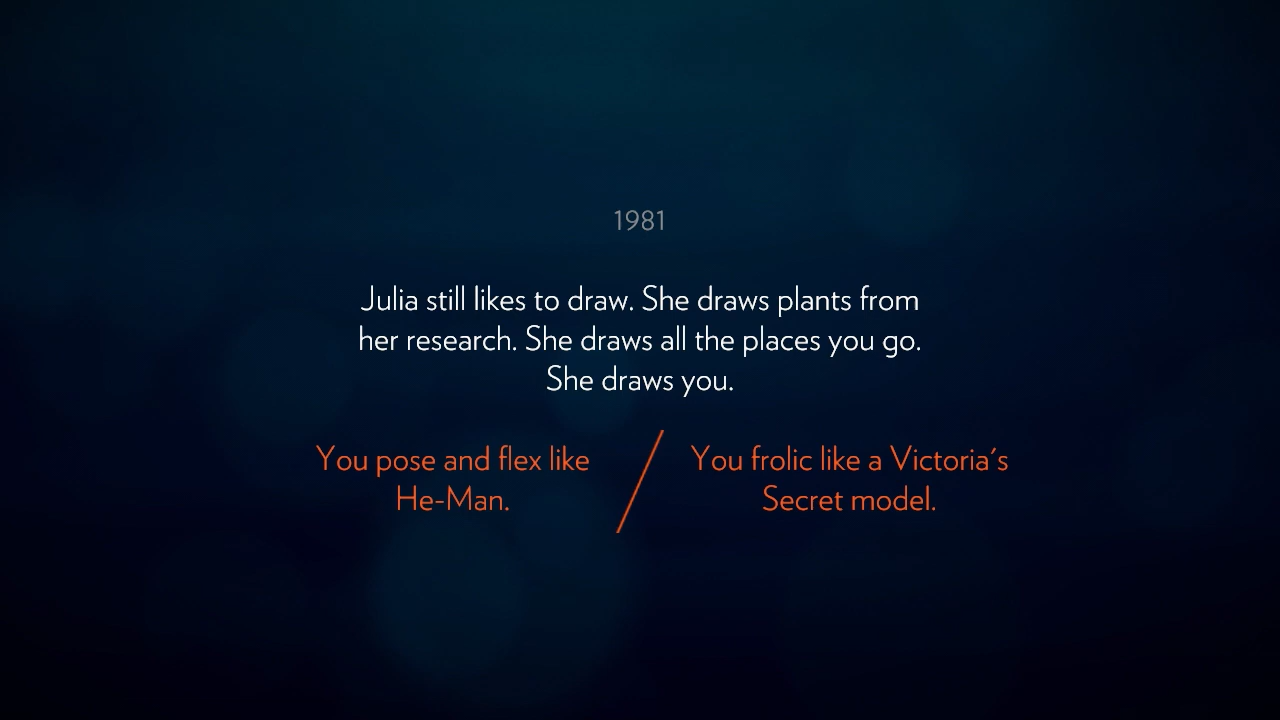 1981
Julia still likes to draw. She draws plants from
her research. She draws all the places you go.
She draws you.
You pose and flex like
He-Man.
You frolic like a Victoria's
Secret model.